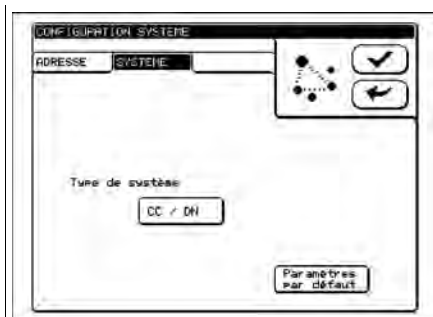 CONFIGURATION SYSTEME
ADRESSE SYSTEME
Type de système
CC / DN
Paramètres
par défaut